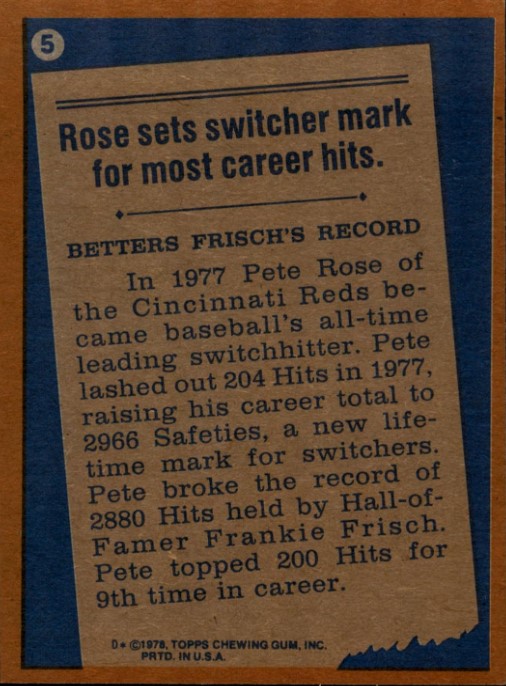 5
Rose sets switcher mark
for most career hits.
BETTERS FRISCH'S RECORD
In 1977 Pete Rose of
the Cincinnati Reds be-
came baseball's all-time
leading switchhitter. Pete
lashed out 204 Hits in 1977,
raising his career total to
2966 Safeties, a new life-
time mark for switchers.
Pete broke the record of
2880 Hits held by Hall-of-
Famer Frankie Frisch.
Pete topped 200 Hits for
9th time in career.
D* ©1978, TOPPS CHEWING GUM, INC.
PRTD. IN U.S.A.